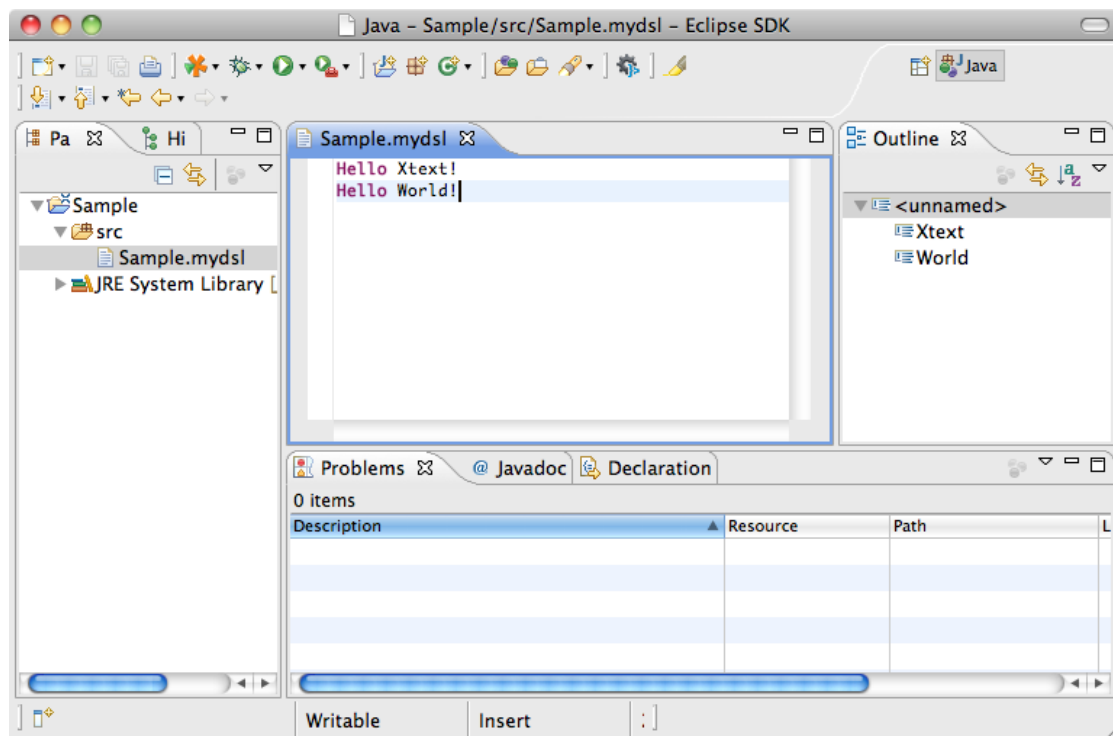 Java – Sample/src/Sample.mydsl – Eclipse SDK
Java
Pa
Hi
Sample
src
Sample.mydsl
JRE System Library [
Sample.mydsl
Hello Xtext!
Hello World!
Outline
<unnamed>
Xtext
World
Problems
@ Javadoc
Declaration
0 items
Description
Resource
Path
L
Writable
Insert
: